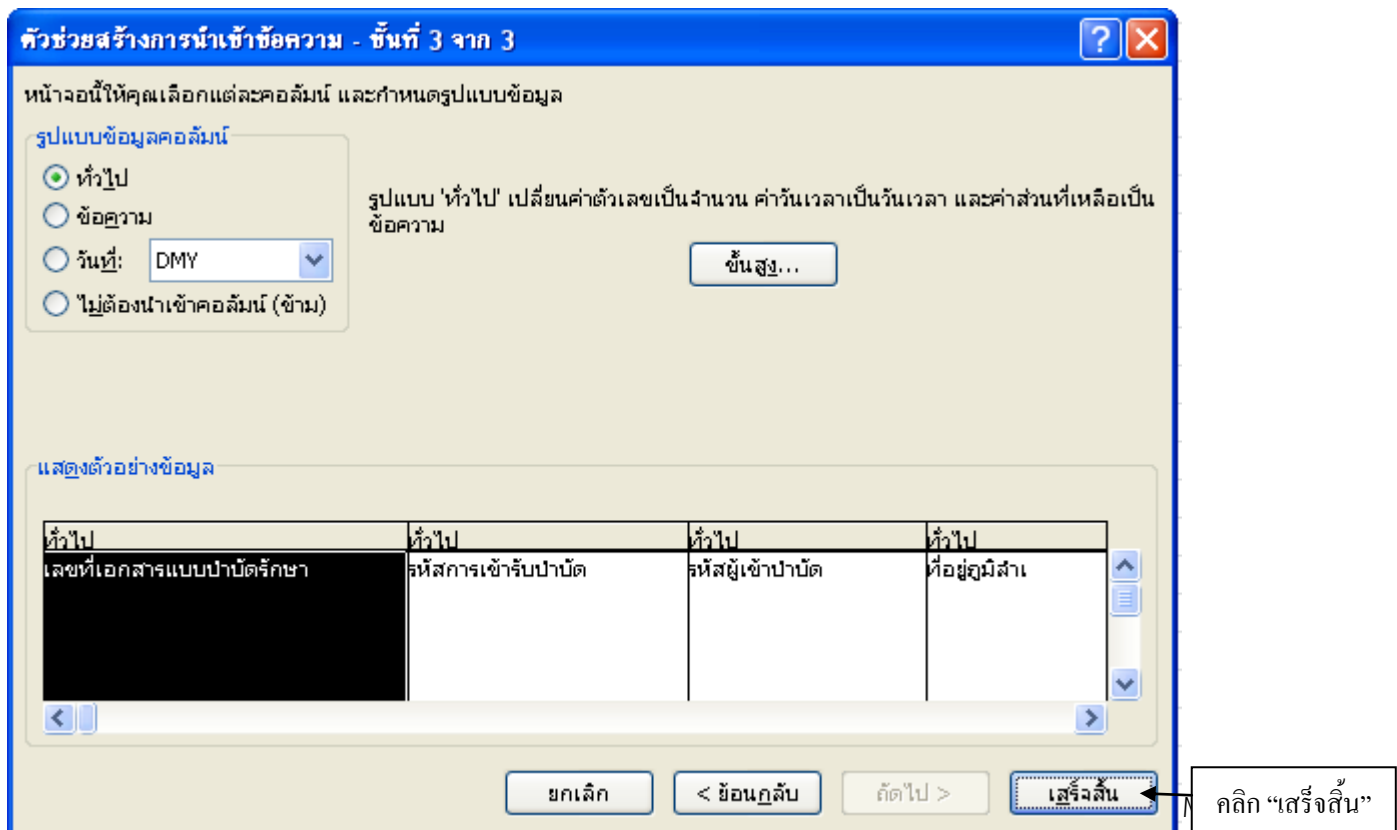 ตัวช่วยสร้างการนำเข้าข้อความ - ขั้นที่ 3 จาก 3
หน้าจอนี้ให้คุณเลือกแต่ละคอลัมน์ และกำหนดรูปแบบข้อมูล
รูปแบบข้อมูลคอลัมน์
ทั่วไป
ข้อความ
วันที่: DMY
ไม่ต้องนำเข้าคอลัมน์ (ข้าม)
รูปแบบ 'ทั่วไป' เปลี่ยนค่าตัวเลขเป็นจำนวน ค่าวันเวลาเป็นวันเวลา และค่าส่วนที่เหลือเป็น
ข้อความ
ขั้นสูง...
แสดงตัวอย่างข้อมูล
ทั่วไป ทั่วไป ทั่วไป ทั่วไป
เลขที่เอกสารแบบบำบัดรักษา รหัสการเข้ารับบำบัด รหัสผู้เข้าบำบัด ที่อยู่ภูมิลำเ
ยกเลิก < ย้อนกลับ ถัดไป > เสร็จสิ้น
คลิก “เสร็จสิ้น”